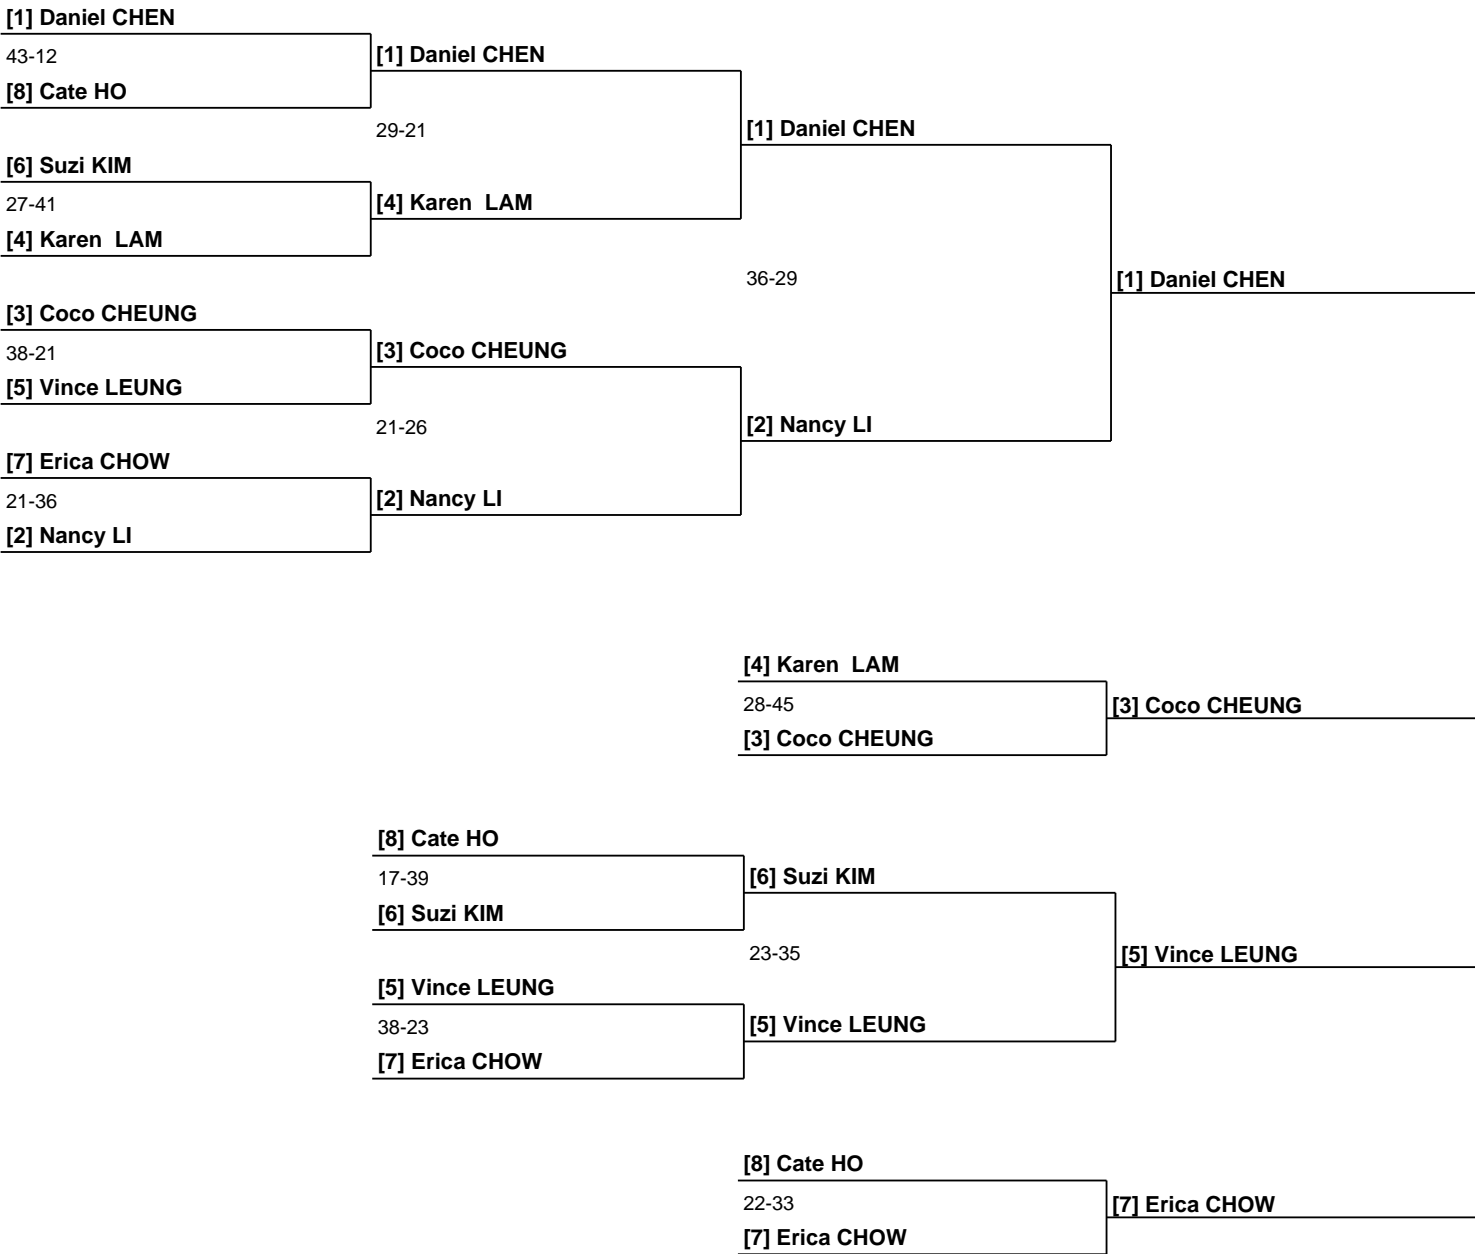 [1] Daniel CHEN
43-12
[8] Cate HO
[1] Daniel CHEN
29-21
[6] Suzi KIM
27-41
[4] Karen  LAM
[4] Karen  LAM
[1] Daniel CHEN
36-29
[1] Daniel CHEN
[3] Coco CHEUNG
38-21
[5] Vince LEUNG
[3] Coco CHEUNG
21-26
[7] Erica CHOW
21-36
[2] Nancy LI
[2] Nancy LI
[2] Nancy LI
[4] Karen  LAM
28-45
[3] Coco CHEUNG
[3] Coco CHEUNG
[8] Cate HO
17-39
[6] Suzi KIM
[6] Suzi KIM
23-35
[5] Vince LEUNG
[5] Vince LEUNG
38-23
[7] Erica CHOW
[5] Vince LEUNG
[8] Cate HO
22-33
[7] Erica CHOW
[7] Erica CHOW